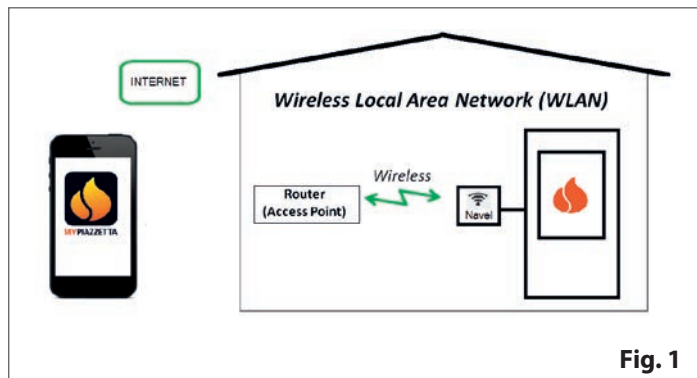 INTERNET
Wireless Local Area Network (WLAN)
Wireless
Router
(Access Point)
Navel
MYPIAZZETTA
Fig. 1